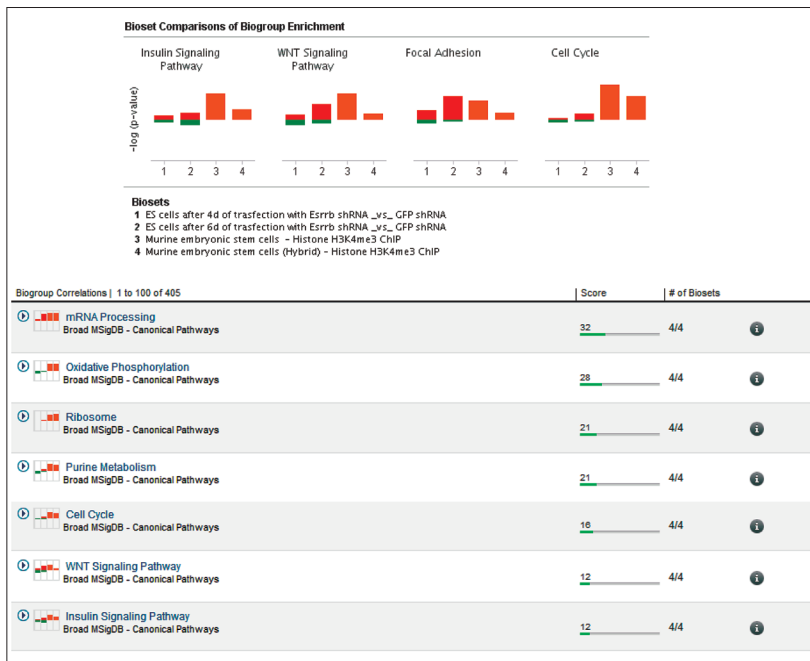 Bioset Comparisons of Biogroup Enrichment
Insulin Signaling Pathway
WNT Signaling Pathway
Focal Adhesion
Cell Cycle
-log (p-value)
1 2 3 4
1 2 3 4
1 2 3 4
1 2 3 4
Biosets
1 ES cells after 4d of trasfection with Esrrb shRNA _vs_ GFP shRNA
2 ES cells after 6d of trasfection with Esrrb shRNA _vs_ GFP shRNA
3 Murine embryonic stem cells - Histone H3K4me3 ChIP
4 Murine embryonic stem cells (Hybrid) - Histone H3K4me3 ChIP
Biogroup Correlations | 1 to 100 of 405 | Score | # of Biosets
mRNA Processing
Broad MSigDB - Canonical Pathways
32 4/4
Oxidative Phosphorylation
Broad MSigDB - Canonical Pathways
28 4/4
Ribosome
Broad MSigDB - Canonical Pathways
21 4/4
Purine Metabolism
Broad MSigDB - Canonical Pathways
21 4/4
Cell Cycle
Broad MSigDB - Canonical Pathways
16 4/4
WNT Signaling Pathway
Broad MSigDB - Canonical Pathways
12 4/4
Insulin Signaling Pathway
Broad MSigDB - Canonical Pathways
12 4/4